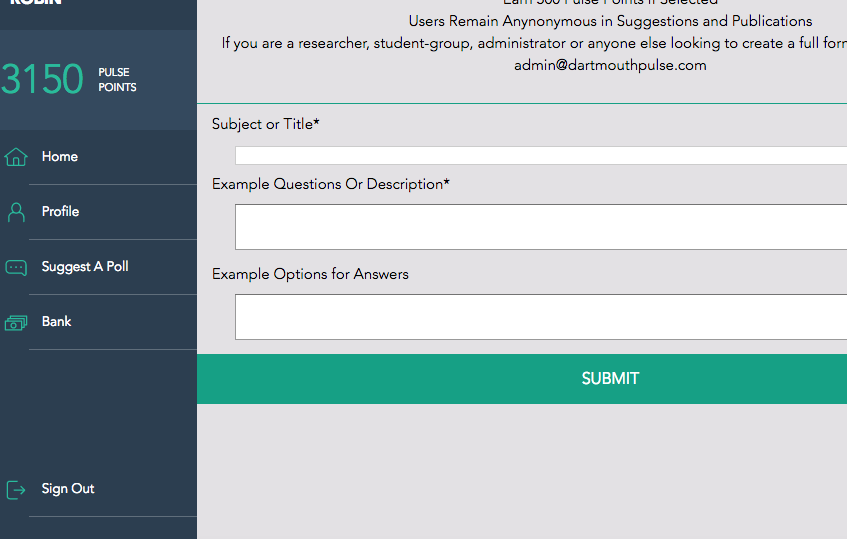 ROBIN
3150 PULSE
POINTS
Home
Profile
Suggest A Poll
Bank
Sign Out
Earn 500 Pulse Points If Selected
Users Remain Anynonymous in Suggestions and Publications
If you are a researcher, student-group, administrator or anyone else looking to create a full
admin@dartmouthpulse.com
Subject or Title*
Example Questions Or Description*
Example Options for Answers
SUBMIT